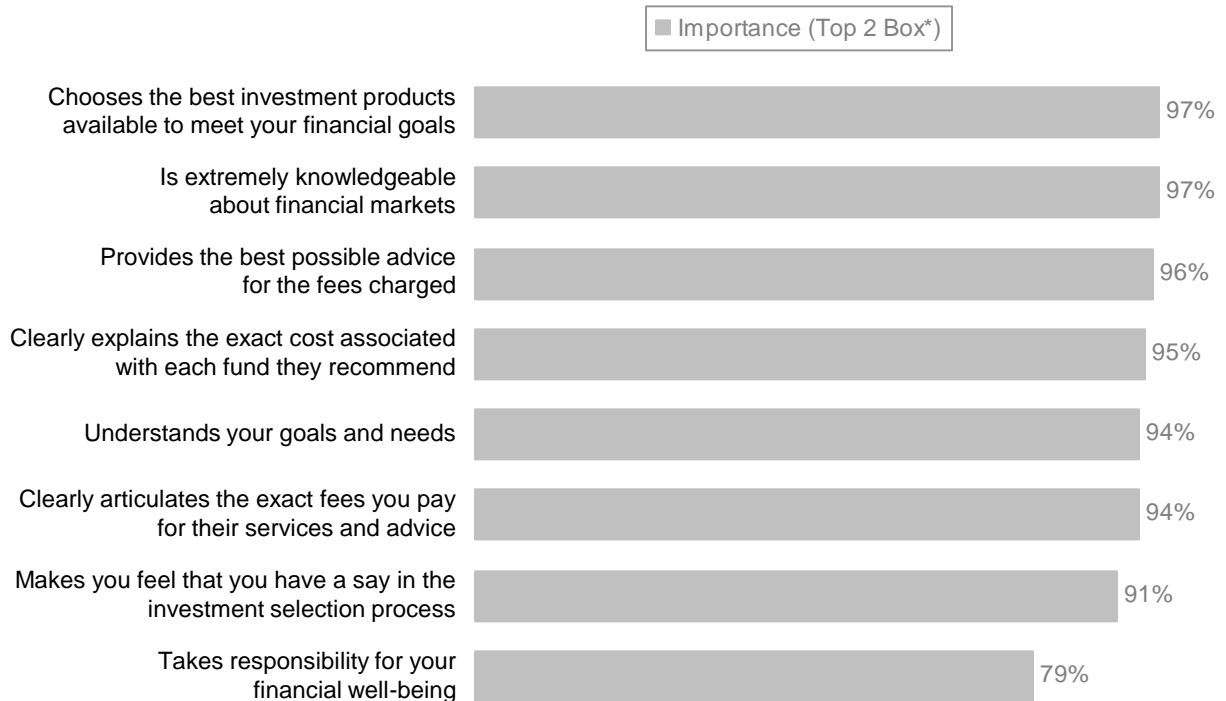 Importance (Top 2 Box*)
Chooses the best investment products
available to meet your financial goals
97%
Is extremely knowledgeable
about financial markets
97%
Provides the best possible advice
for the fees charged
96%
Clearly explains the exact cost associated
with each fund they recommend
95%
Understands your goals and needs
94%
Clearly articulates the exact fees you pay
for their services and advice
94%
Makes you feel that you have a say in the
investment selection process
91%
Takes responsibility for your
financial well-being
79%